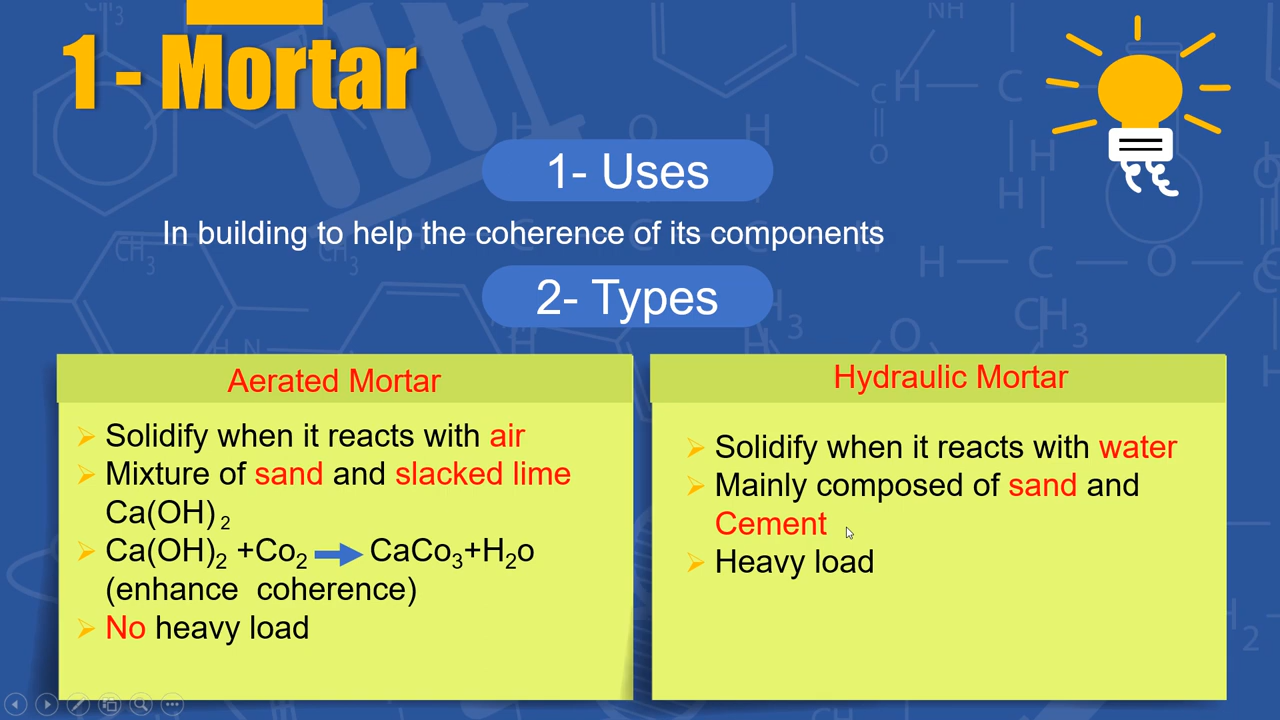 1 - Mortar
1- Uses
In building to help the coherence of its components
2- Types
Aerated Mortar
Solidify when it reacts with air
Mixture of sand and slacked lime
Ca(OH) 2
Ca(OH)2 +Co2 → CaCo3+H2o
(enhance coherence)
No heavy load
Hydraulic Mortar
Solidify when it reacts with water
Mainly composed of sand and
Cement
Heavy load